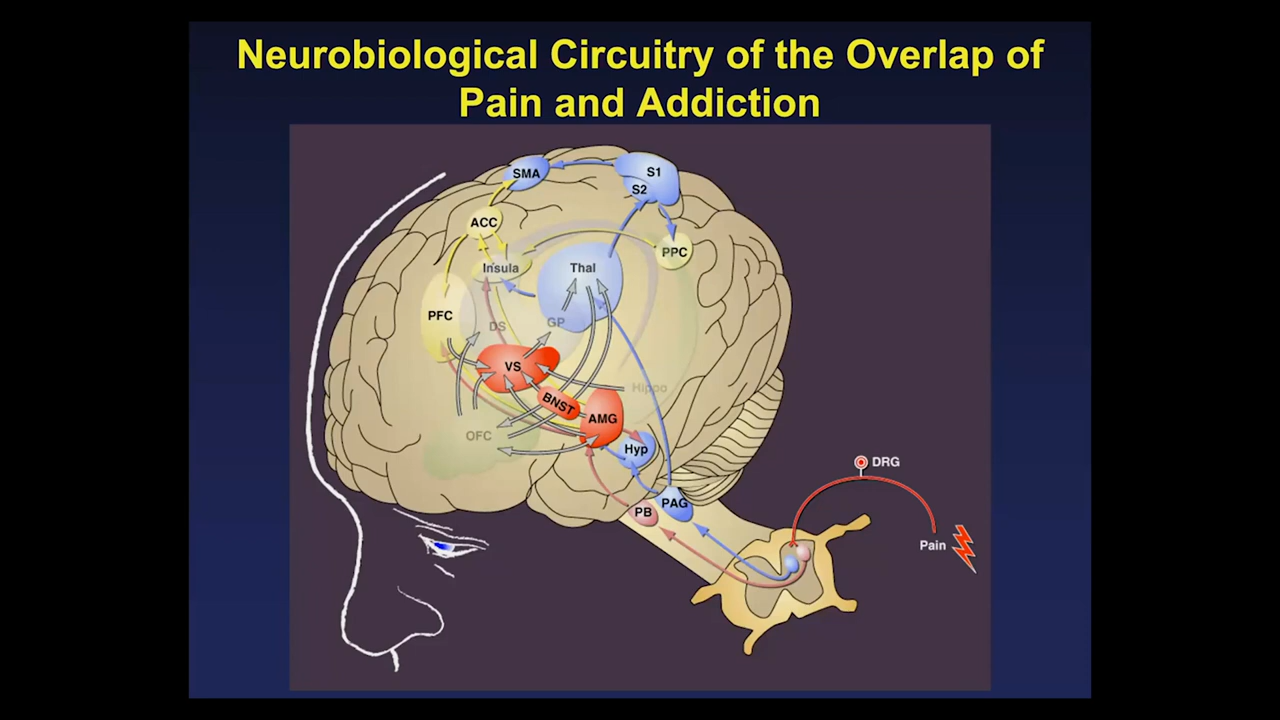 Neurobiological Circuitry of the Overlap of
Pain and Addiction
SMA
S1
S2
ACC
PPC
Insula
Thal
PFC
DS
GP
VS
Hippo
BNST
AMG
OFC
Hyp
DRG
PAG
PB
Pain